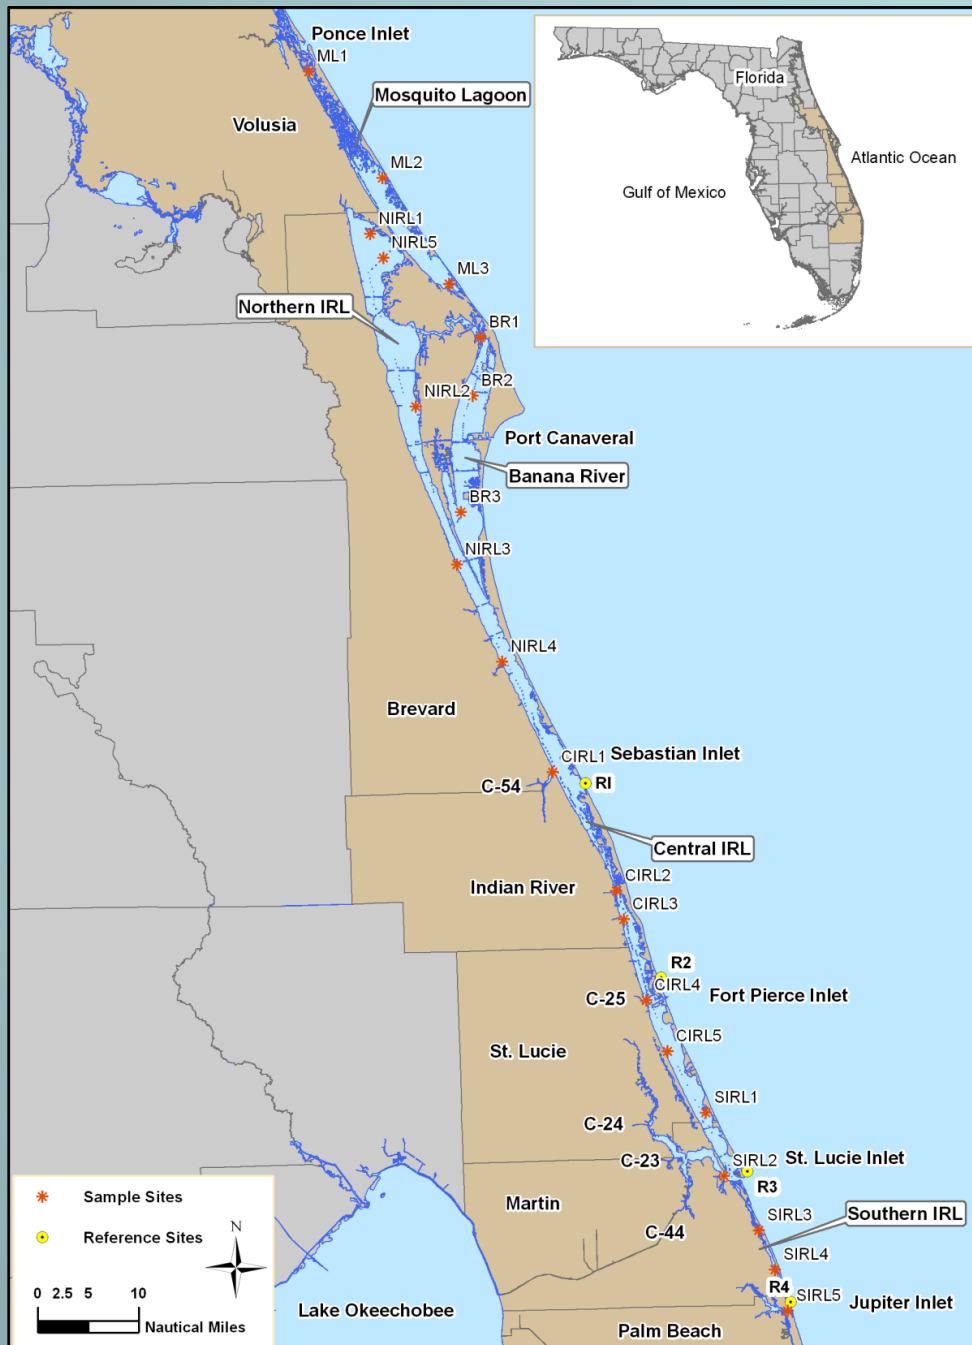 Ponce Inlet
ML1
Mosquito Lagoon
Volusia
ML2
NIRL1
NIRL5
ML3
Northern IRL
BR1
BR2
NIRL2
Port Canaveral
Banana River
BR3
NIRL3
NIRL4
Brevard
CIRL1
Sebastian Inlet
C-54
RI
Central IRL
CIRL2
Indian River
CIRL3
R2
CIRL4
C-25
Fort Pierce Inlet
CIRL5
St. Lucie
SIRL1
C-24
C-23
SIRL2
St. Lucie Inlet
R3
Martin
SIRL3
Southern IRL
C-44
SIRL4
R4
SIRL5
Jupiter Inlet
Lake Okeechobee
Palm Beach
Florida
Atlantic Ocean
Gulf of Mexico
Sample Sites
Reference Sites
N
0 2.5 5 10
Nautical Miles